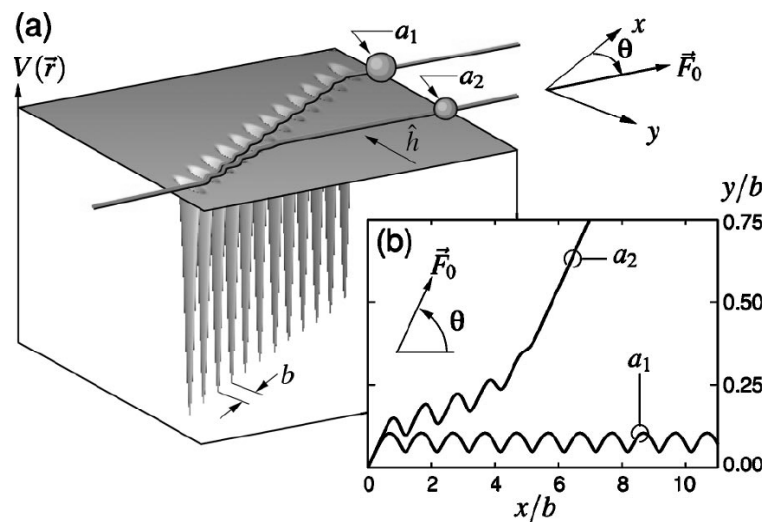 (a)
a₁
a₂
V(r⃗)
ĥ
b
x
θ
F⃗₀
y
(b)
F⃗₀
θ
a₂
a₁
y/b
0.75
0.50
0.25
0.00
0 2 4 6 8 10
x/b